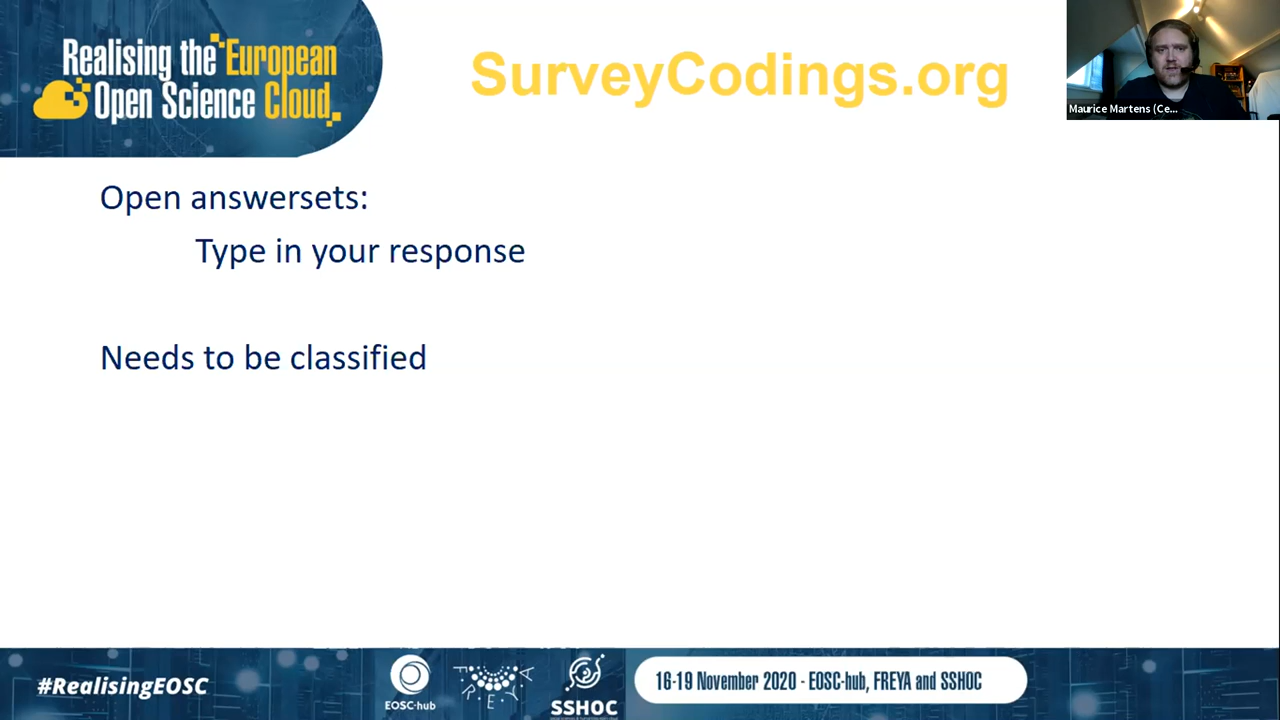 Realising the European
Open Science Cloud
SurveyCodings.org
Maurice Martens (Ce...
Open answersets:
Type in your response
Needs to be classified
#RealisingEOSC
EOSC-hub
FREYA
SSHOC
16-19 November 2020 - EOSC-hub, FREYA and SSHOC